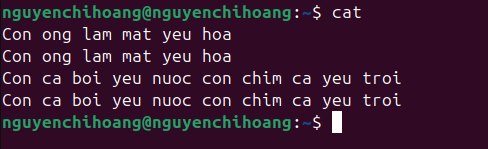 nguyenchihoang@nguyenchihoang:~$ cat
Con ong lam mat yeu hoa
Con ong lam mat yeu hoa
Con ca boi yeu nuoc con chim ca yeu troi
Con ca boi yeu nuoc con chim ca yeu troi
nguyenchihoang@nguyenchihoang:~$